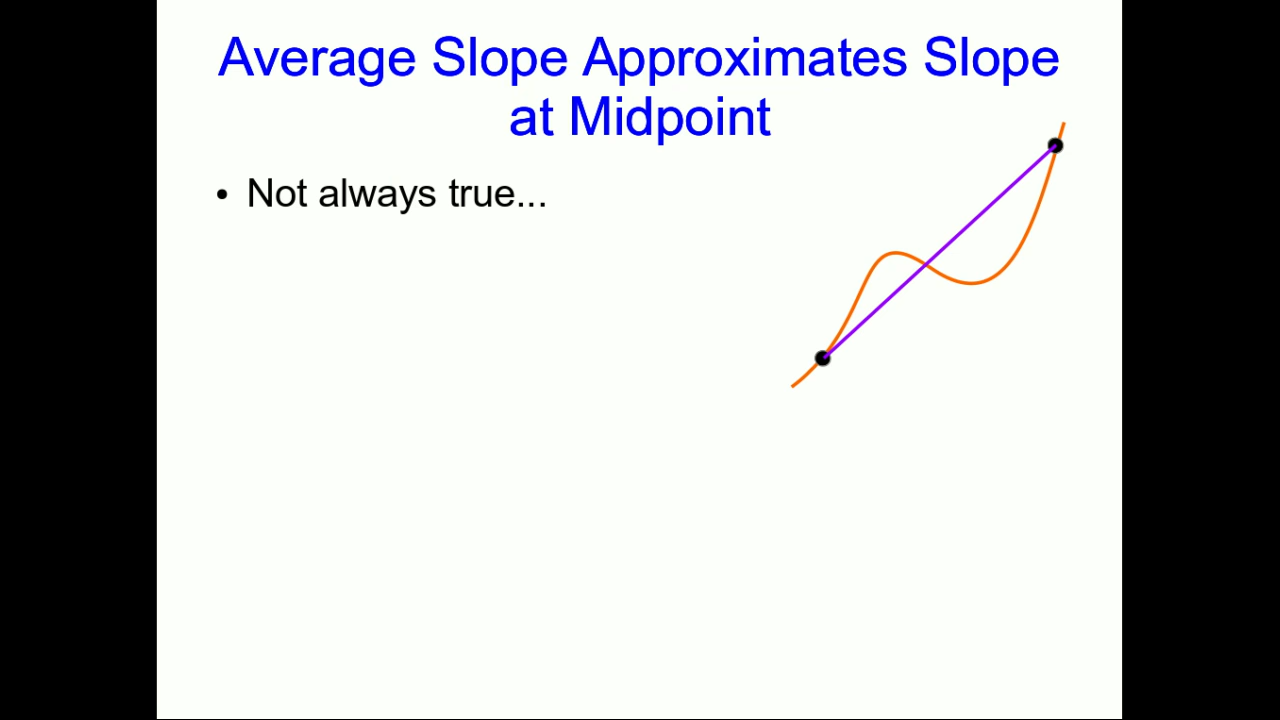 Average Slope Approximates Slope
at Midpoint
• Not always true...